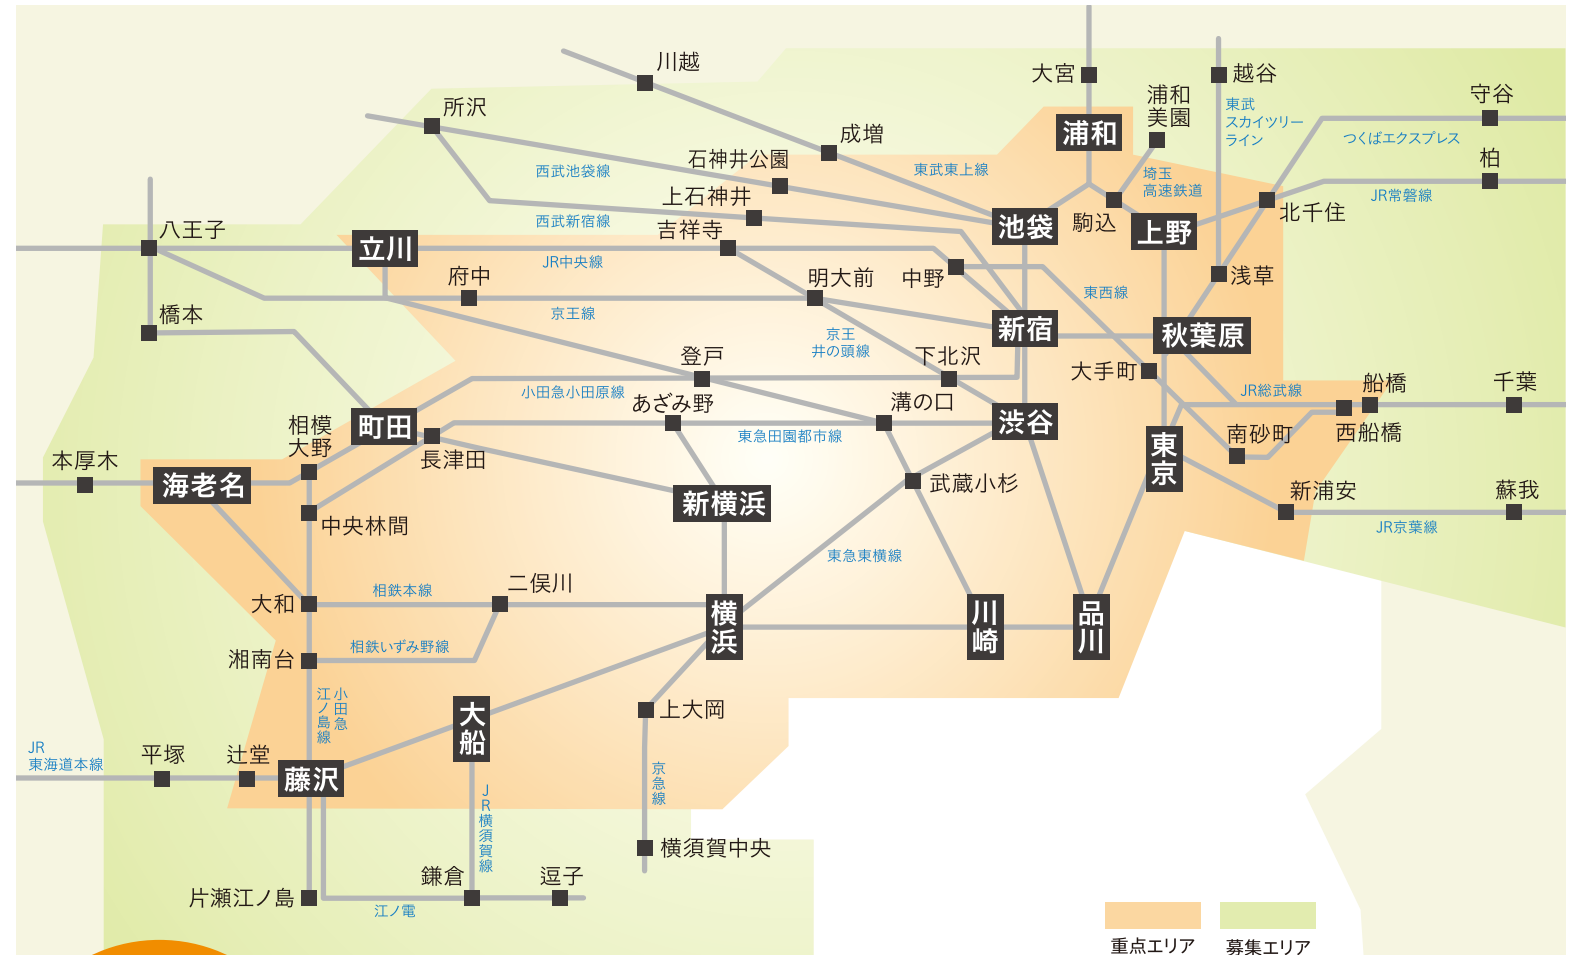 川越
大宮
越谷
浦和
美園
守谷
所沢
東武
スカイツリー
ライン
成増
浦和
つくばエクスプレス
石神井公園
柏
西武池袋線
東武東上線
埼玉
高速鉄道
上石神井
JR常磐線
西武新宿線
吉祥寺
池袋
駒込
上野
北千住
八王子
立川
JR中央線
府中
明大前
中野
浅草
東西線
橋本
京王線
京王
井の頭線
新宿
秋葉原
登戸
下北沢
大手町
小田急小田原線
JR総武線
船橋
千葉
あざみ野
溝の口
相模
大野
町田
東急田園都市線
渋谷
南砂町
西船橋
本厚木
長津田
東京
海老名
武蔵小杉
新浦安
蘇我
新横浜
中央林間
JR京葉線
東急東横線
相鉄本線
二俣川
大和
横浜
川崎
品川
相鉄いずみ野線
湘南台
小田急
江ノ島線
大船
上大岡
JR
東海道本線
平塚
辻堂
藤沢
京急線
JR横須賀線
横須賀中央
鎌倉
逗子
片瀬江ノ島
江ノ電
重点エリア
募集エリア